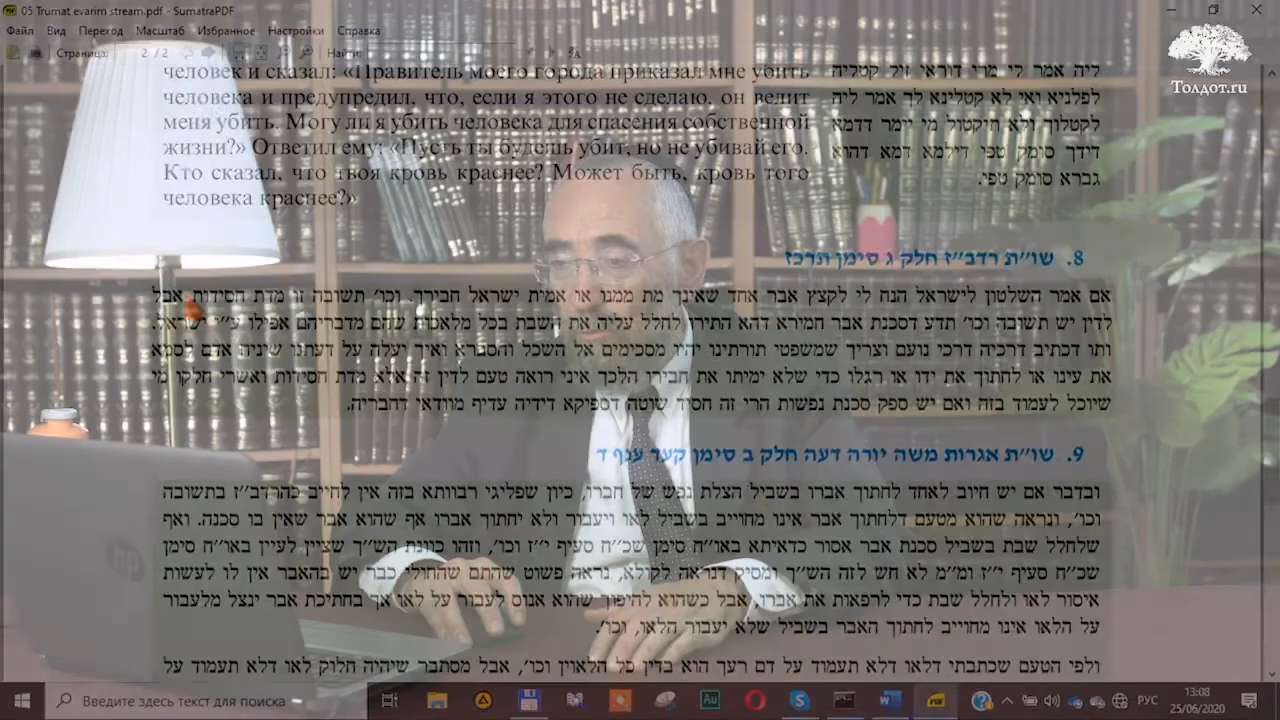 05 Trumat evarim stream.pdf - SumatraPDF
Файл Вид Переход Масштаб Избранное Настройки Справка
Страница: 2 / 2 Найти:
Толдот.ru
человек и сказал: «Правитель моего города приказал мне убить
человека и предупредил, что, если я этого не сделаю, он велит
меня убить. Могу ли я убить человека для спасения собственной
жизни?» Ответил ему: «Пусть ты будешь убит, но не убивай его.
Кто сказал, что твоя кровь краснее? Может быть, кровь того
человека краснее?»
ליה אמר לי מרי דוראי זיל קטליה
לפלניא ואי לא קטלינא לך אמר ליה
לקטלוך ולא תיקטול מי יימר דדמא
דידך סומק טפי דילמא דמא דהוא
גברא סומק טפי.
8. שו״ת רדב״ז חלק ג סימן תרכז
אם אמר השלטון לישראל הנח לי לקצץ אבר אחד שאינך מת ממנו או אמית ישראל חבירך. וכו׳ תשובה זו מדת חסידות אבל
לדין יש תשובה וכו׳ תדע דסכנת אבר חמירא דהא התירו לחלל עליה את השבת בכל מלאכות שהם מדבריהם אפילו ע״י ישראל.
ותו דכתיב דרכיה דרכי נועם וצריך שמשפטי תורתינו יהיו מסכימים אל השכל והסברא ואיך יעלה על דעתנו שיניח אדם לסמא
את עינו או לחתוך את ידו או רגלו כדי שלא ימיתו את חבירו הלכך איני רואה טעם לדין זה אלא מדת חסידות ואשרי חלקו מי
שיוכל לעמוד בזה ואם יש ספק סכנת נפשות הרי זה חסיד שוטה דספיקא דידיה עדיף מוודאי דחבריה.
9. שו״ת אגרות משה יורה דעה חלק ב סימן קעד ענף ד
ובדבר אם יש חיוב לאחד לחתוך אברו בשביל הצלת נפש של חברו, כיון שפליגי רבוותא בזה אין לחייב כהרדב״ז בתשובה
וכו׳, ונראה שהוא מטעם דלחתוך אבר אינו מחוייב בשביל לאו ויעבור ולא יחתוך אברו אף שהוא אבר שאין בו סכנה. ואף
שלחלל שבת בשביל סכנת אבר אסור כדאיתא באו״ח סימן שכ״ח סעיף י״ז וכו׳, וזהו כוונת הש״ך שציין לעיין באו״ח סימן
שכ״ח סעיף י״ז ומ״מ לא חש לזה הש״ך ומסיק דנראה לקולא, נראה פשוט שהתם שהחולי כבר יש בהאבר אין לו לעשות
איסור לאו ולחלל שבת כדי לרפאות את אברו, אבל כשהוא להיפוך שהוא אנוס לעבור על לאו אך בחתיכת אבר ינצל מלעבור
על הלאו אינו מחוייב לחתוך האבר בשביל שלא יעבור הלאו, וכו׳.
ולפי הטעם שכתבתי דלאו דלא תעמוד על דם רעך הוא בדין כל הלאוין וכו׳, אבל מסתבר שיהיה חלוק לאו דלא תעמוד על
Введите здесь текст для поиска
РУС
13:08
25/06/2020